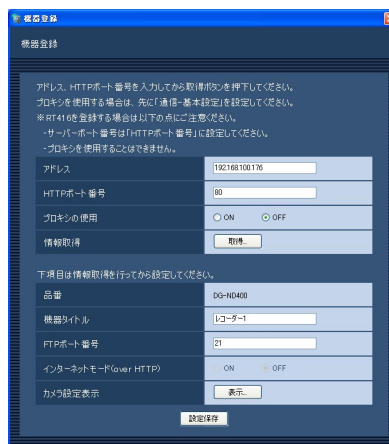 機器登録
機器登録
アドレス、HTTPポート番号を入力してから取得ボタンを押下してください。
プロキシを使用する場合は、先に「通信-基本設定」を設定してください。
※RT416を登録する場合は以下の点にご注意ください。
-サーバーポート番号は「HTTPポート番号」に設定してください。
-プロキシを使用することはできません。
アドレス 192.168.100.176
HTTPポート番号 80
プロキシの使用 ON OFF
情報取得 取得...
下項目は情報取得を行ってから設定してください。
品番 DG-ND400
機器タイトル レコーダー1
FTPポート番号 21
インターネットモード(over HTTP) ON OFF
カメラ設定表示 表示...
設定保存